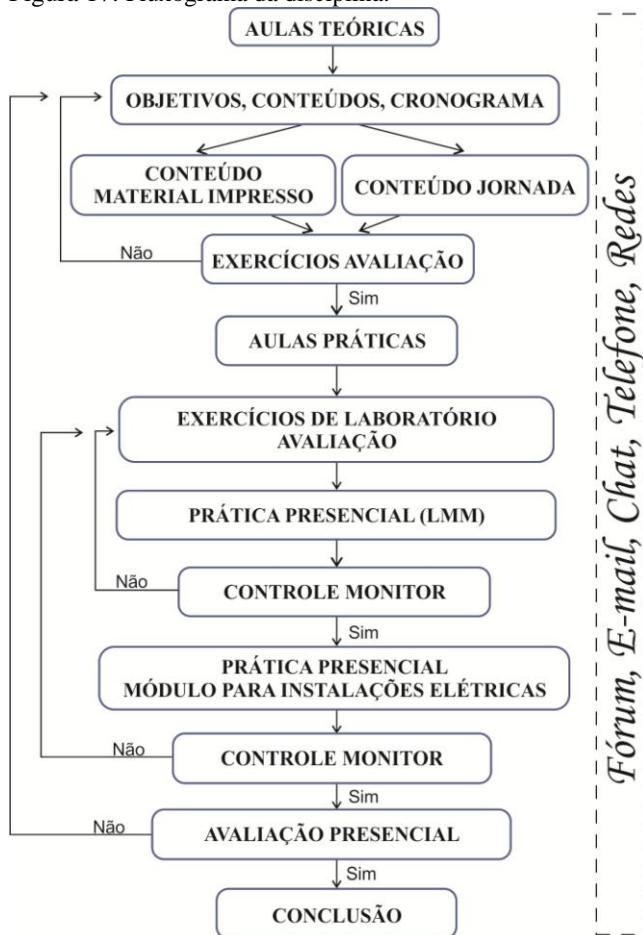 Figura 17: Fluxograma da disciplina.
AULAS TEÓRICAS
OBJETIVOS, CONTEÚDOS, CRONOGRAMA
CONTEÚDO
MATERIAL IMPRESSO
CONTEÚDO JORNADA
Não
EXERCÍCIOS AVALIAÇÃO
Sim
AULAS PRÁTICAS
EXERCÍCIOS DE LABORATÓRIO
AVALIAÇÃO
PRÁTICA PRESENCIAL (LMM)
Não
CONTROLE MONITOR
Sim
PRÁTICA PRESENCIAL
MÓDULO PARA INSTALAÇÕES ELÉTRICAS
Não
CONTROLE MONITOR
Sim
Não
AVALIAÇÃO PRESENCIAL
Sim
CONCLUSÃO
Fórum, E-mail, Chat, Telefone, Redes